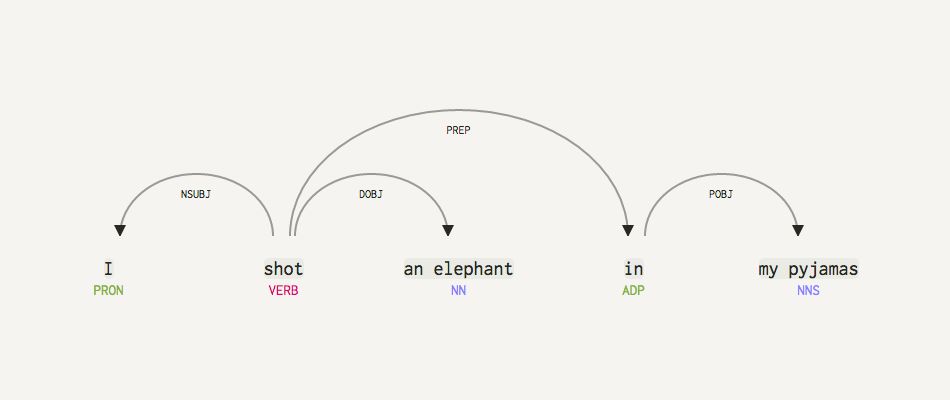 PREP
NSUBJ DOBJ POBJ
I shot an elephant in my pyjamas
PRON VERB NN ADP NNS